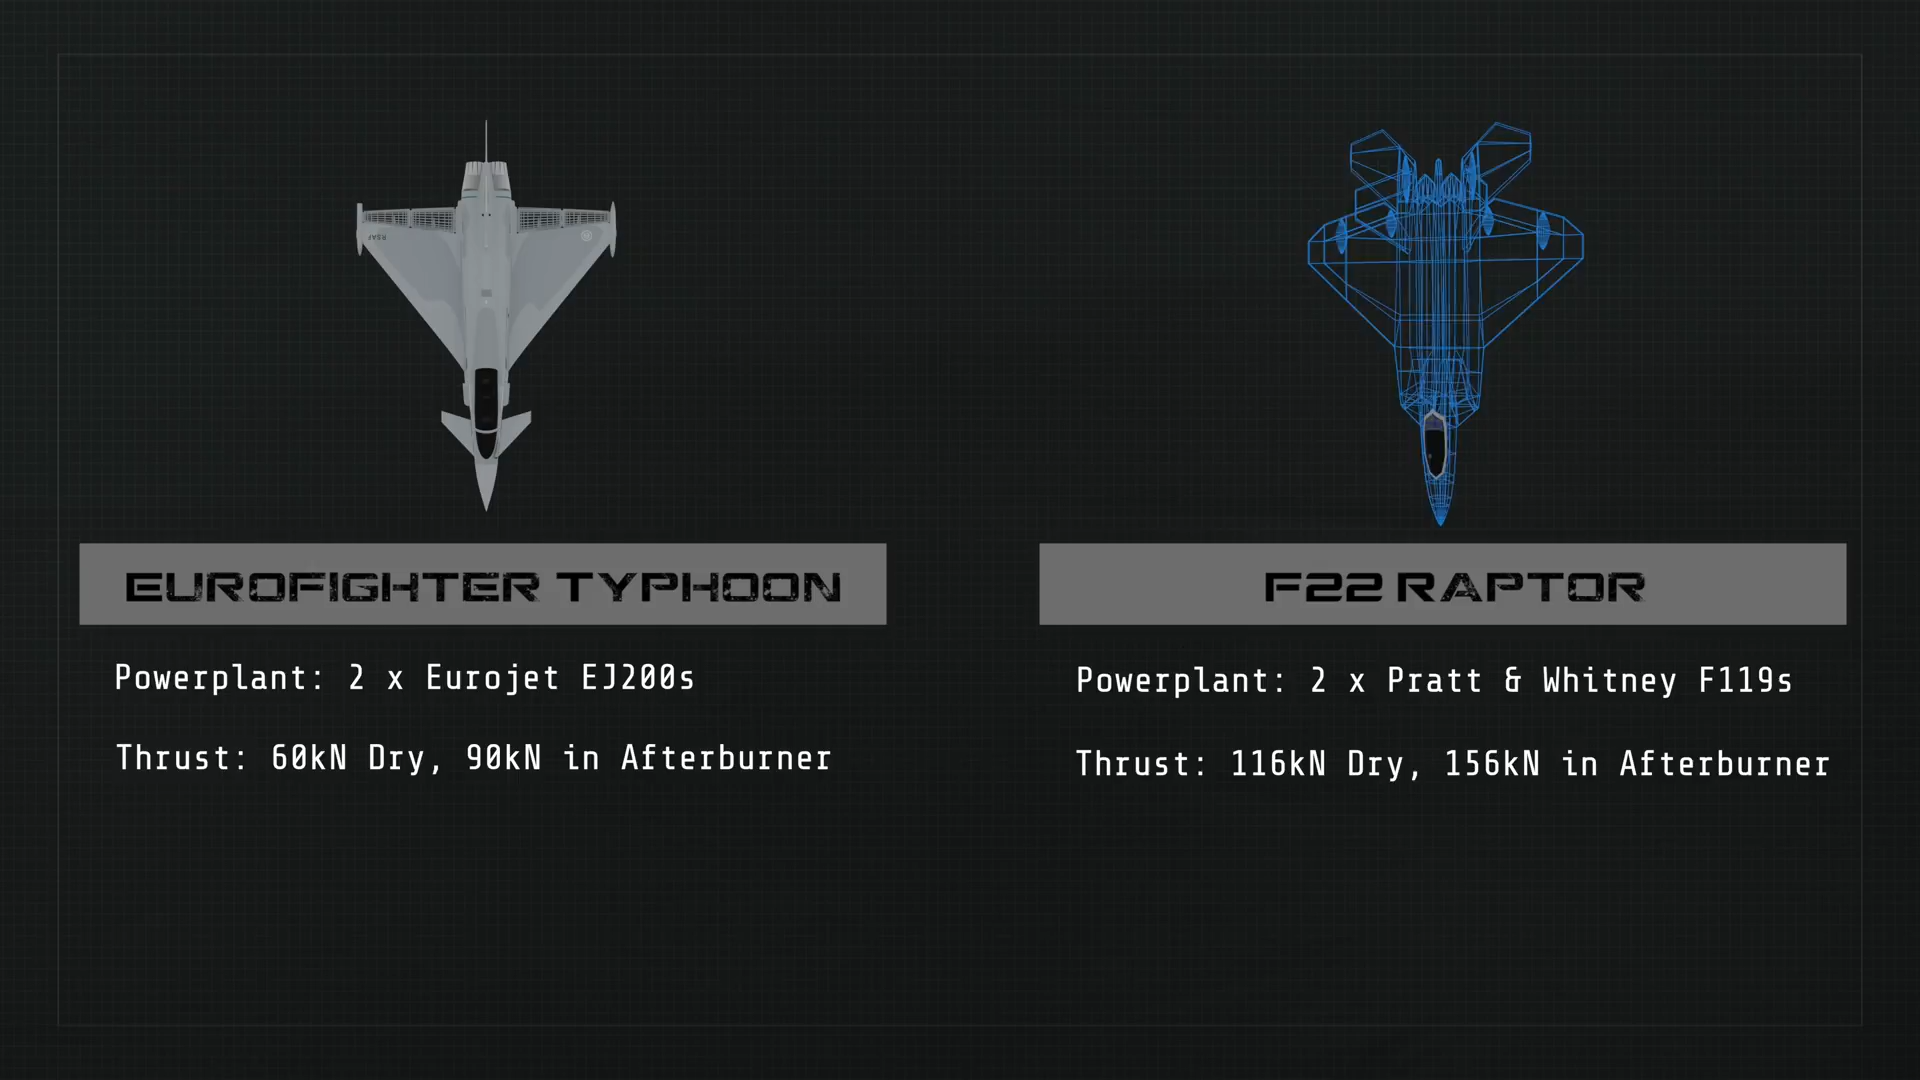 EUROFIGHTER TYPHOON
Powerplant: 2 x Eurojet EJ200s
Thrust: 60kN Dry, 90kN in Afterburner
F22 RAPTOR
Powerplant: 2 x Pratt & Whitney F119s
Thrust: 116kN Dry, 156kN in Afterburner